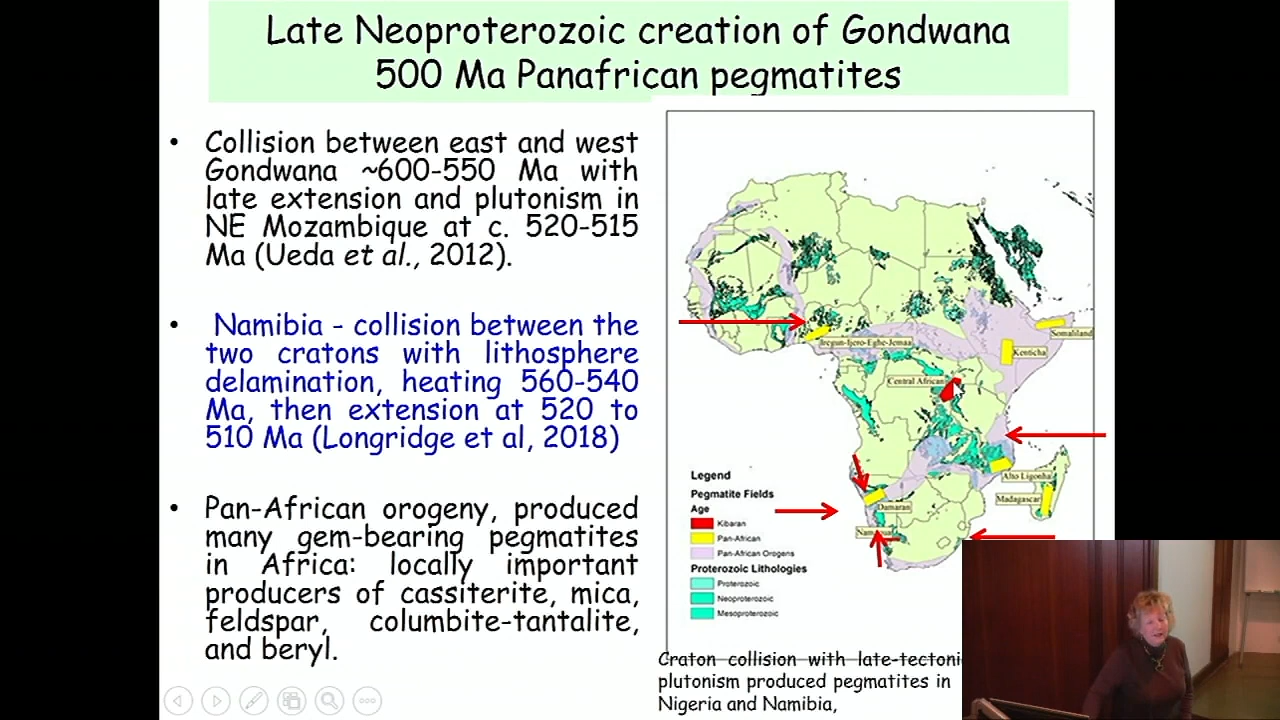 Late Neoproterozoic creation of Gondwana
500 Ma Panafrican pegmatites
• Collision between east and west
Gondwana ~600-550 Ma with
late extension and plutonism in
NE Mozambique at c. 520-515
Ma (Ueda et al., 2012).
• Namibia - collision between the
two cratons with lithosphere
delamination, heating 560-540
Ma, then extension at 520 to
510 Ma (Longridge et al, 2018)
• Pan-African orogeny, produced
many gem-bearing pegmatites
in Africa: locally important
producers of cassiterite, mica,
feldspar, columbite-tantalite,
and beryl.
Somaliland
Iregun-Ijero-Eghe-Jemaa
Kenticha
Central African
Alto Ligonha
Madagascar
Damaran
Legend
Pegmatite Fields
Age
Kibaran
Pan-African
Pan-African Orogens
Proterozoic Lithologies
Proterozoic
Neoproterozoic
Mesoproterozoic
Craton collision with late-tectoni
plutonism produced pegmatites in
Nigeria and Namibia,